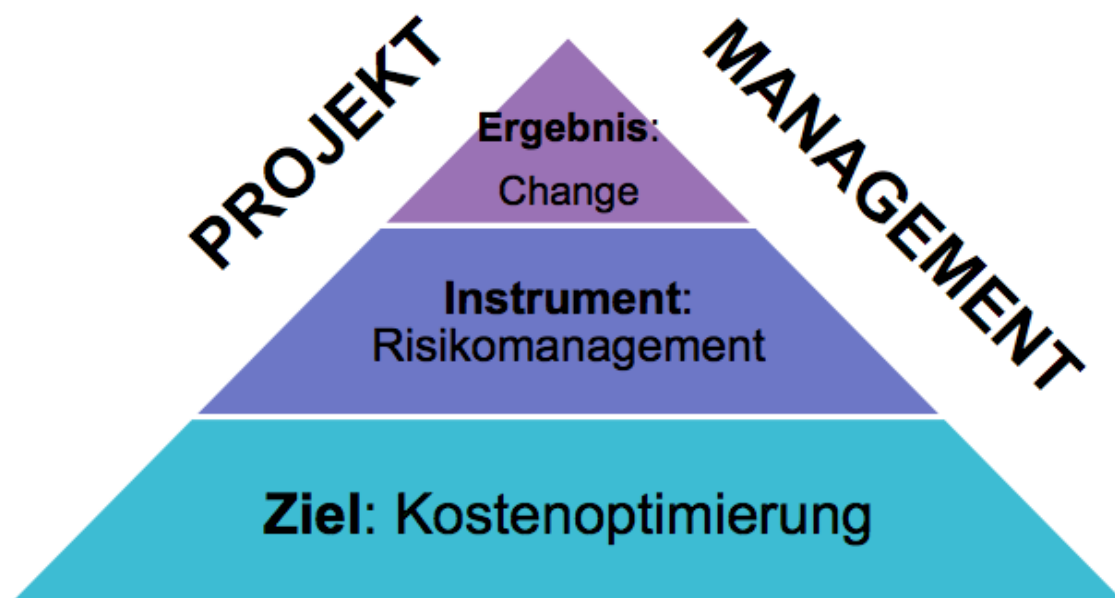 PROJEKT
MANAGEMENT
Ergebnis:
Change
Instrument:
Risikomanagement
Ziel: Kostenoptimierung